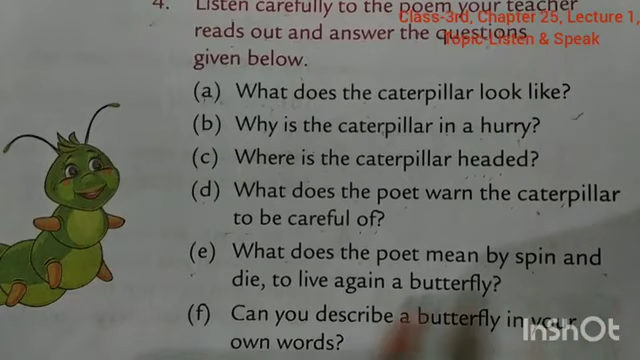 4. Listen carefully to the poem your teacher
Class-3rd, Chapter 25, Lecture 1,
reads out and answer the questions
Topic-Listen & Speak
given below.
(a) What does the caterpillar look like?
(b) Why is the caterpillar in a hurry?
(c) Where is the caterpillar headed?
(d) What does the poet warn the caterpillar
to be careful of?
(e) What does the poet mean by spin and
die, to live again a butterfly?
(f) Can you describe a butterfly in your
own words?
InShOt